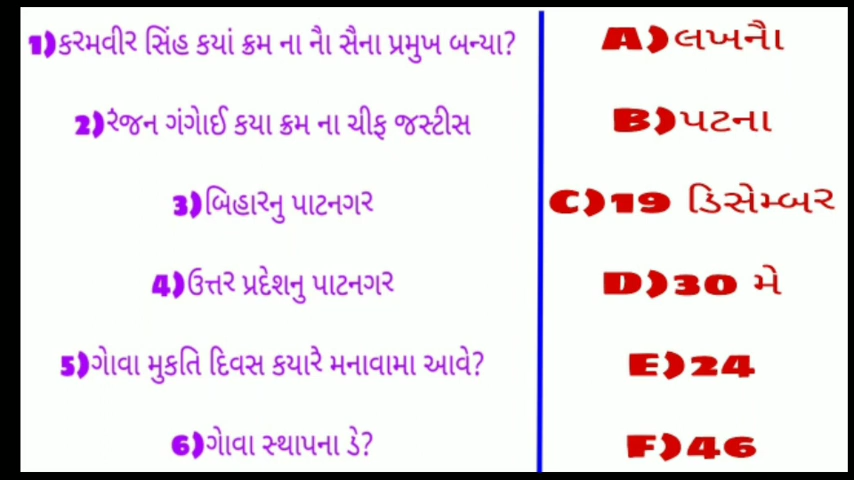 1)કરમવીર સિંહ કયાં ક્રમ ના નૌ સૈના પ્રમુખ બન્યા?
2)રંજન ગંગોઈ કયા ક્રમ ના ચીફ જસ્ટીસ
3)બિહારનુ પાટનગર
4)ઉત્તર પ્રદેશનુ પાટનગર
5)ગોવા મુકતિ દિવસ કયારે મનાવામા આવે?
6)ગોવા સ્થાપના ડે?
A)લખનૌ
B)પટના
C)19 ડિસેમ્બર
D)30 મે
E)24
F)46